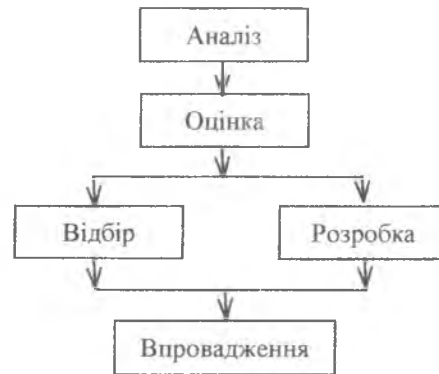 Аналіз
Оцінка
Відбір
Розробка
Впровадження